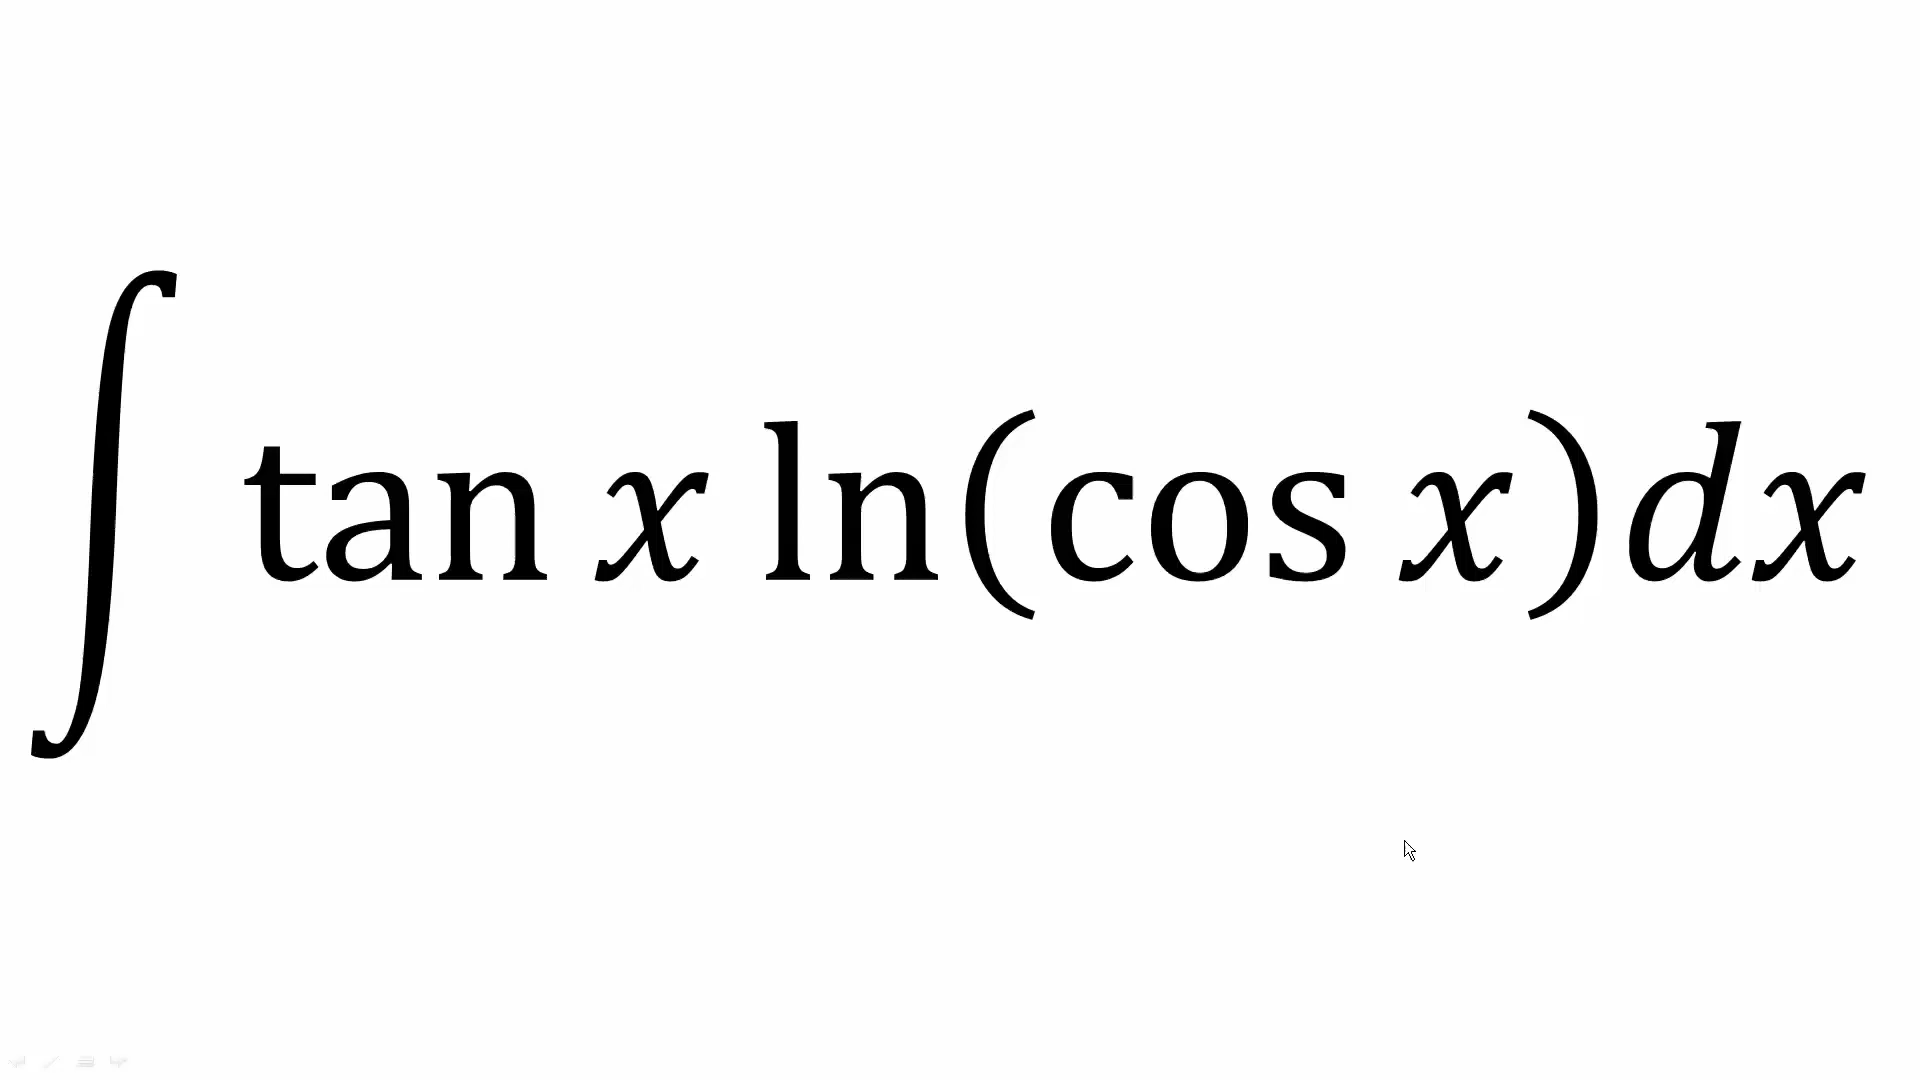 ∫ tan x ln(cos x)dx